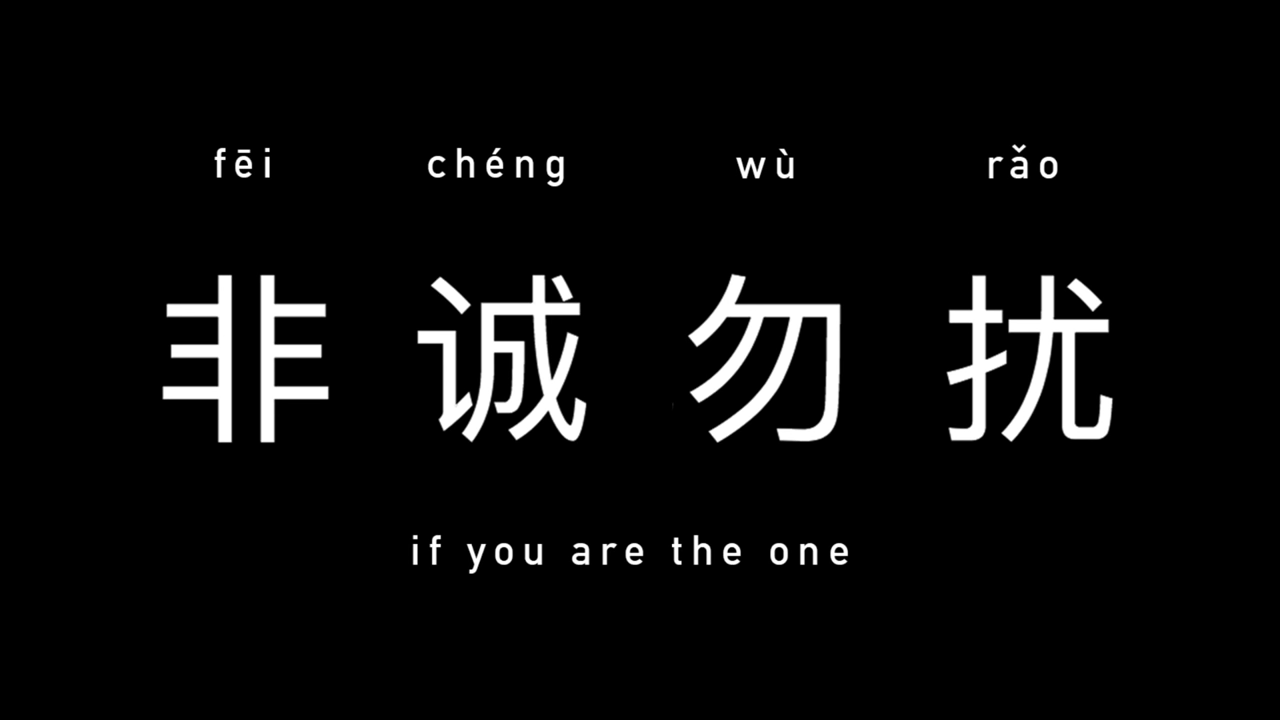 fēi chéng wù rǎo
非诚勿扰
if you are the one